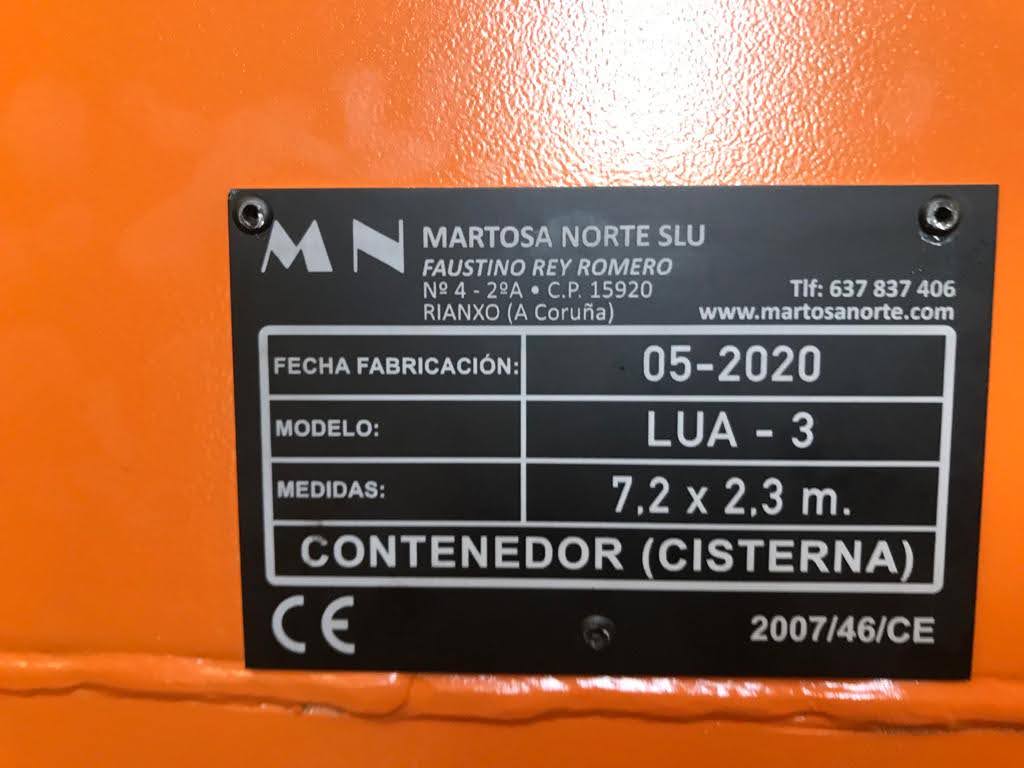 MN
MARTOSA NORTE SLU
FAUSTINO REY ROMERO
Nº 4 - 2ºA • C.P. 15920
RIANXO (A Coruña)
Tlf: 637 837 406
www.martosanorte.com
FECHA FABRICACIÓN: 05-2020
MODELO: LUA - 3
MEDIDAS: 7,2 x 2,3 m.
CONTENEDOR (CISTERNA)
CE 2007/46/CE